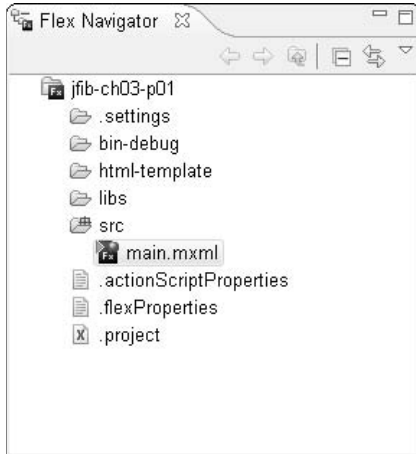 Flex Navigator
jfib-ch03-p01
.settings
bin-debug
html-template
libs
src
main.mxml
.actionScriptProperties
.flexProperties
.project